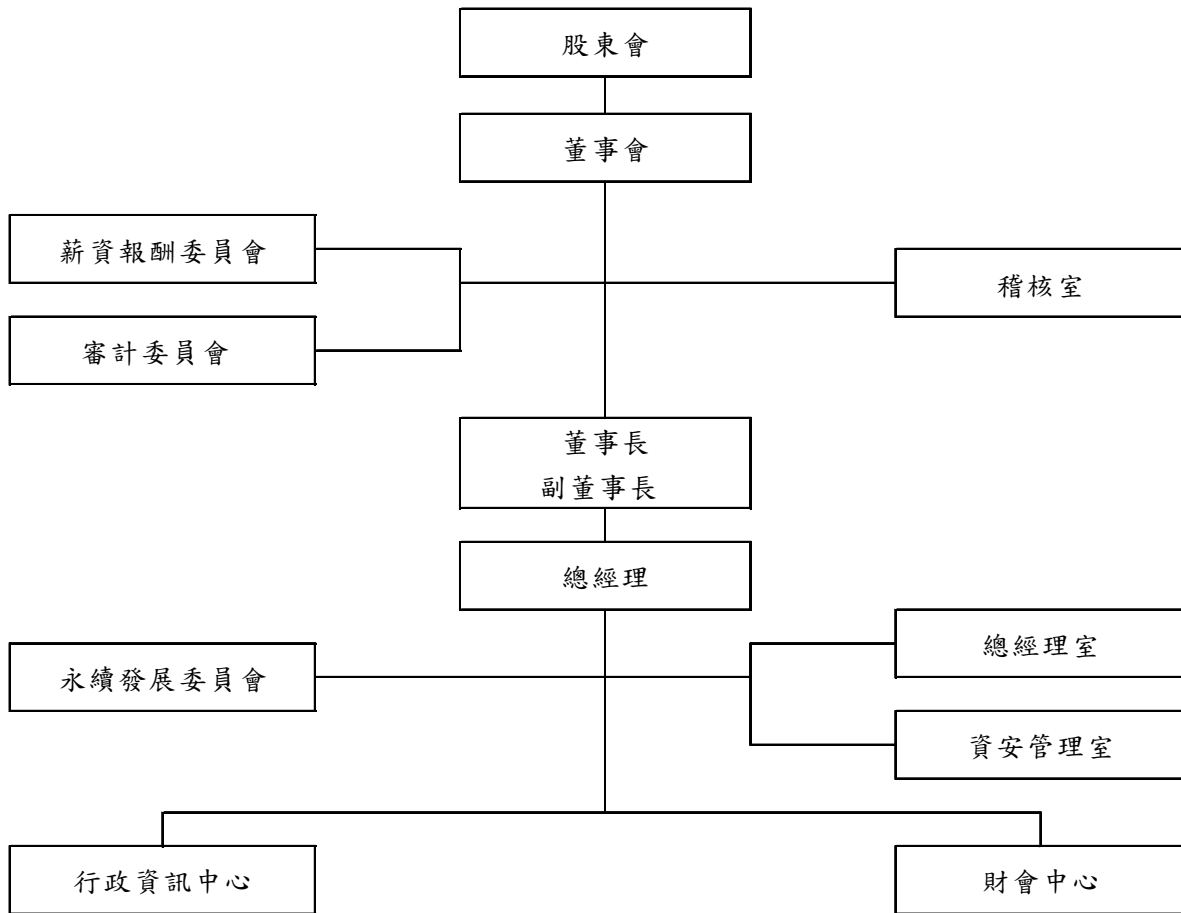 股東會
董事會
薪資報酬委員會
稽核室
審計委員會
董事長
副董事長
總經理
總經理室
永續發展委員會
資安管理室
行政資訊中心
財會中心